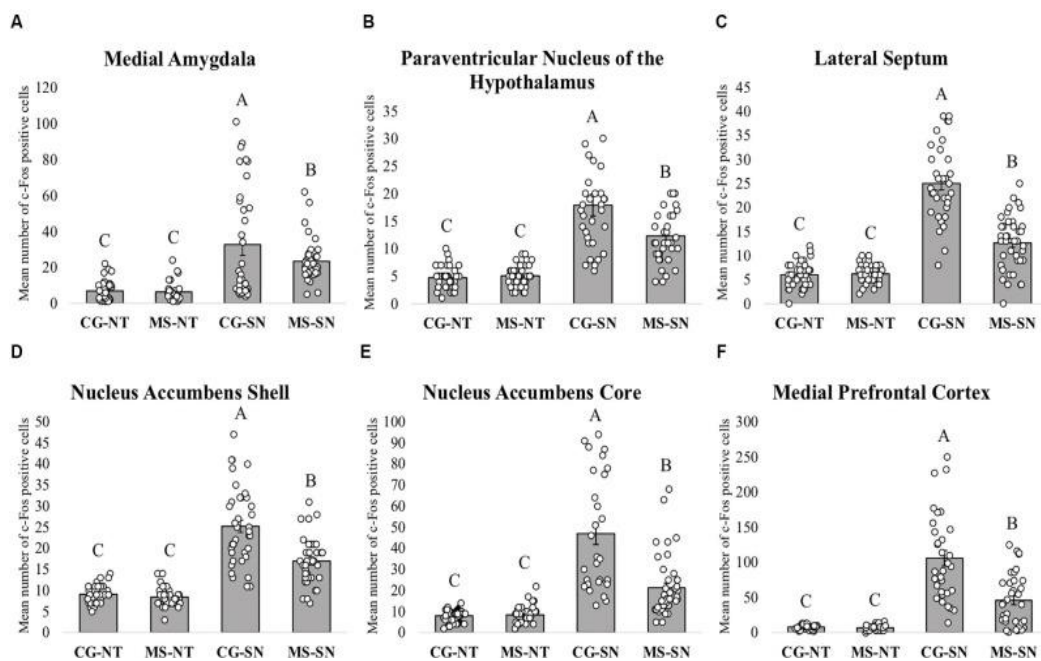 A
Medial Amygdala
Mean number of c-Fos positive cells
120
100
80
60
40
20
0
A
B
C
C
CG-NT MS-NT CG-SN MS-SN
B
Paraventricular Nucleus of the
Hypothalamus
Mean number of c-Fos positive cells
35
30
25
20
15
10
5
0
A
B
C
C
CG-NT MS-NT CG-SN MS-SN
C
Lateral Septum
Mean number of c-Fos positive cells
45
40
35
30
25
20
15
10
5
0
A
B
C
C
CG-NT MS-NT CG-SN MS-SN
D
Nucleus Accumbens Shell
Mean number of c-Fos positive cells
50
45
40
35
30
25
20
15
10
5
0
A
B
C
C
CG-NT MS-NT CG-SN MS-SN
E
Nucleus Accumbens Core
Mean number of c-Fos positive cells
100
90
80
70
60
50
40
30
20
10
0
A
B
C
C
CG-NT MS-NT CG-SN MS-SN
F
Medial Prefrontal Cortex
Mean number of c-Fos positive cells
300
250
200
150
100
50
0
A
B
C
C
CG-NT MS-NT CG-SN MS-SN